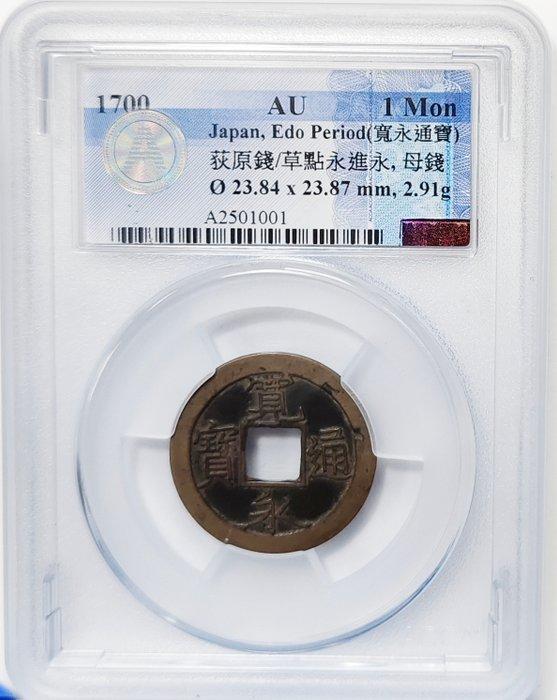 1700 AU 1 Mon
Japan, Edo Period(寬永通寶)
荻原錢/草點永進永, 母錢
Ø 23.84 x 23.87 mm, 2.91g
A2501001
寬
寶 通
永